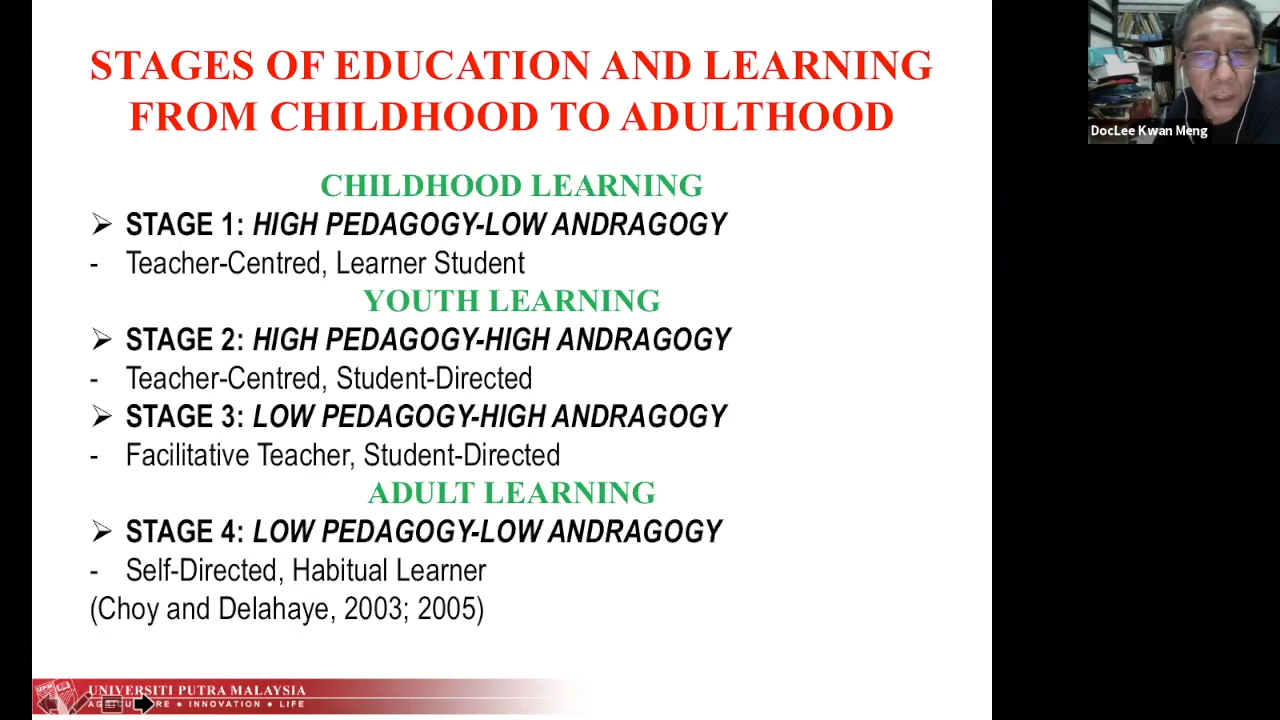 STAGES OF EDUCATION AND LEARNING
FROM CHILDHOOD TO ADULTHOOD
DocLee Kwan Meng
CHILDHOOD LEARNING
➢ STAGE 1: HIGH PEDAGOGY-LOW ANDRAGOGY
- Teacher-Centred, Learner Student
YOUTH LEARNING
➢ STAGE 2: HIGH PEDAGOGY-HIGH ANDRAGOGY
- Teacher-Centred, Student-Directed
➢ STAGE 3: LOW PEDAGOGY-HIGH ANDRAGOGY
- Facilitative Teacher, Student-Directed
ADULT LEARNING
➢ STAGE 4: LOW PEDAGOGY-LOW ANDRAGOGY
- Self-Directed, Habitual Learner
(Choy and Delahaye, 2003; 2005)
UNIVERSITI PUTRA MALAYSIA
● INNOVATION ● LIFE